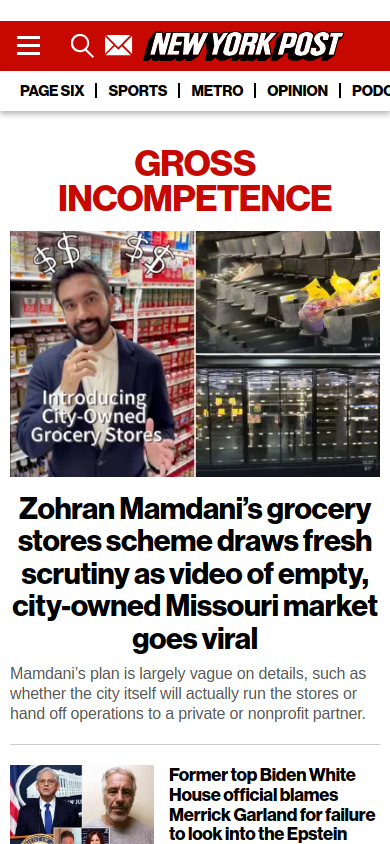 NEW YORK POST
PAGE SIX
SPORTS
METRO
OPINION
PODC
GROSS
INCOMPETENCE
$$ $$
Introducing
City-Owned
Grocery Stores
Zohran Mamdani’s grocery
stores scheme draws fresh
scrutiny as video of empty,
city-owned Missouri market
goes viral
Mamdani’s plan is largely vague on details, such as
whether the city itself will actually run the stores or
hand off operations to a private or nonprofit partner.
Former top Biden White
House official blames
Merrick Garland for failure
to look into the Epstein